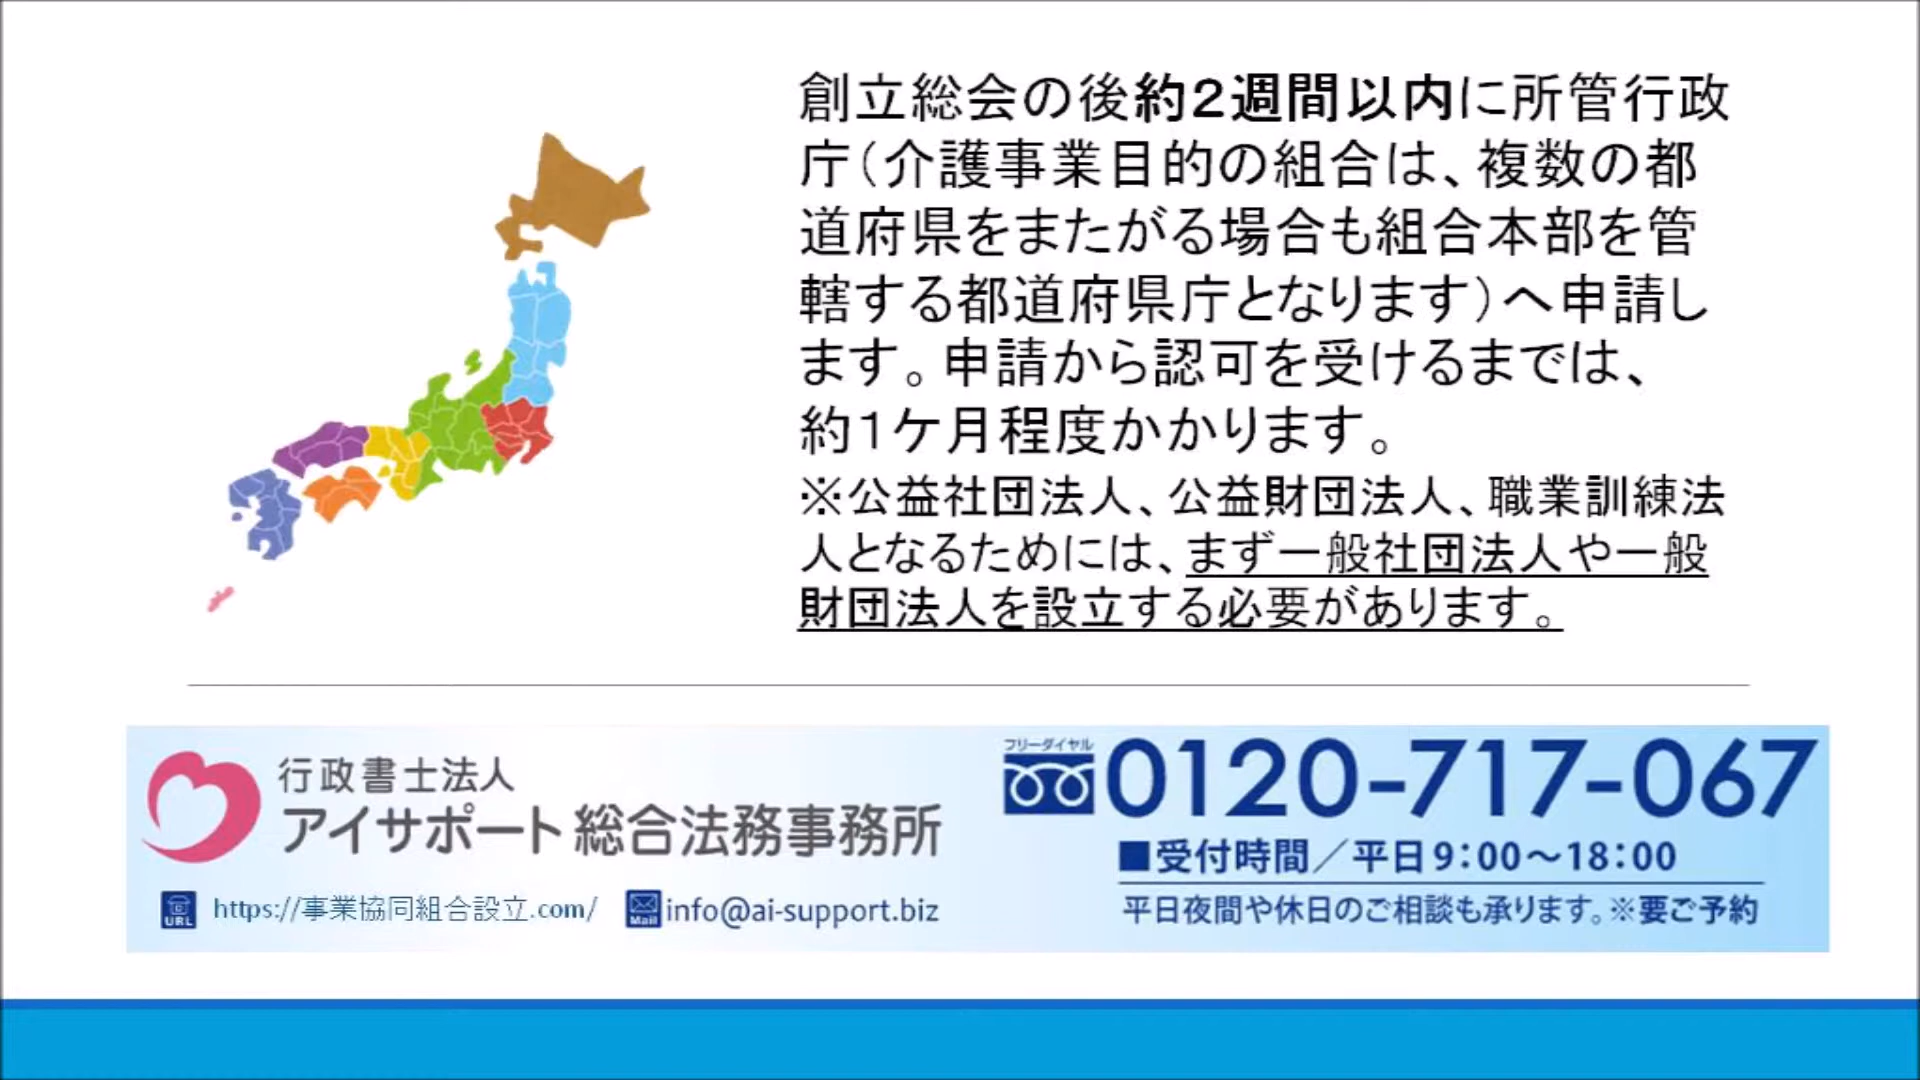 創立総会の後約２週間以内に所管行政
庁（介護事業目的の組合は、複数の都
道府県をまたがる場合も組合本部を管
轄する都道府県庁となります）へ申請し
ます。申請から認可を受けるまでは、
約１ケ月程度かかります。
※公益社団法人、公益財団法人、職業訓練法
人となるためには、まず一般社団法人や一般
財団法人を設立する必要があります。
行政書士法人
アイサポート総合法務事務所
URL https://事業協同組合設立.com/
Mail info@ai-support.biz
フリーダイヤル
0120-717-067
■受付時間／平日9：00～18：00
平日夜間や休日のご相談も承ります。※要ご予約